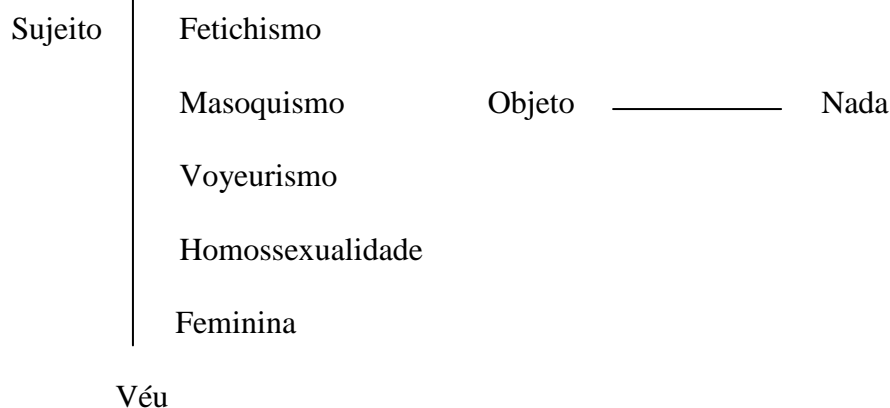 Sujeito Fetichismo
Masoquismo Objeto Nada
Voyeurismo
Homossexualidade
Feminina
Véu